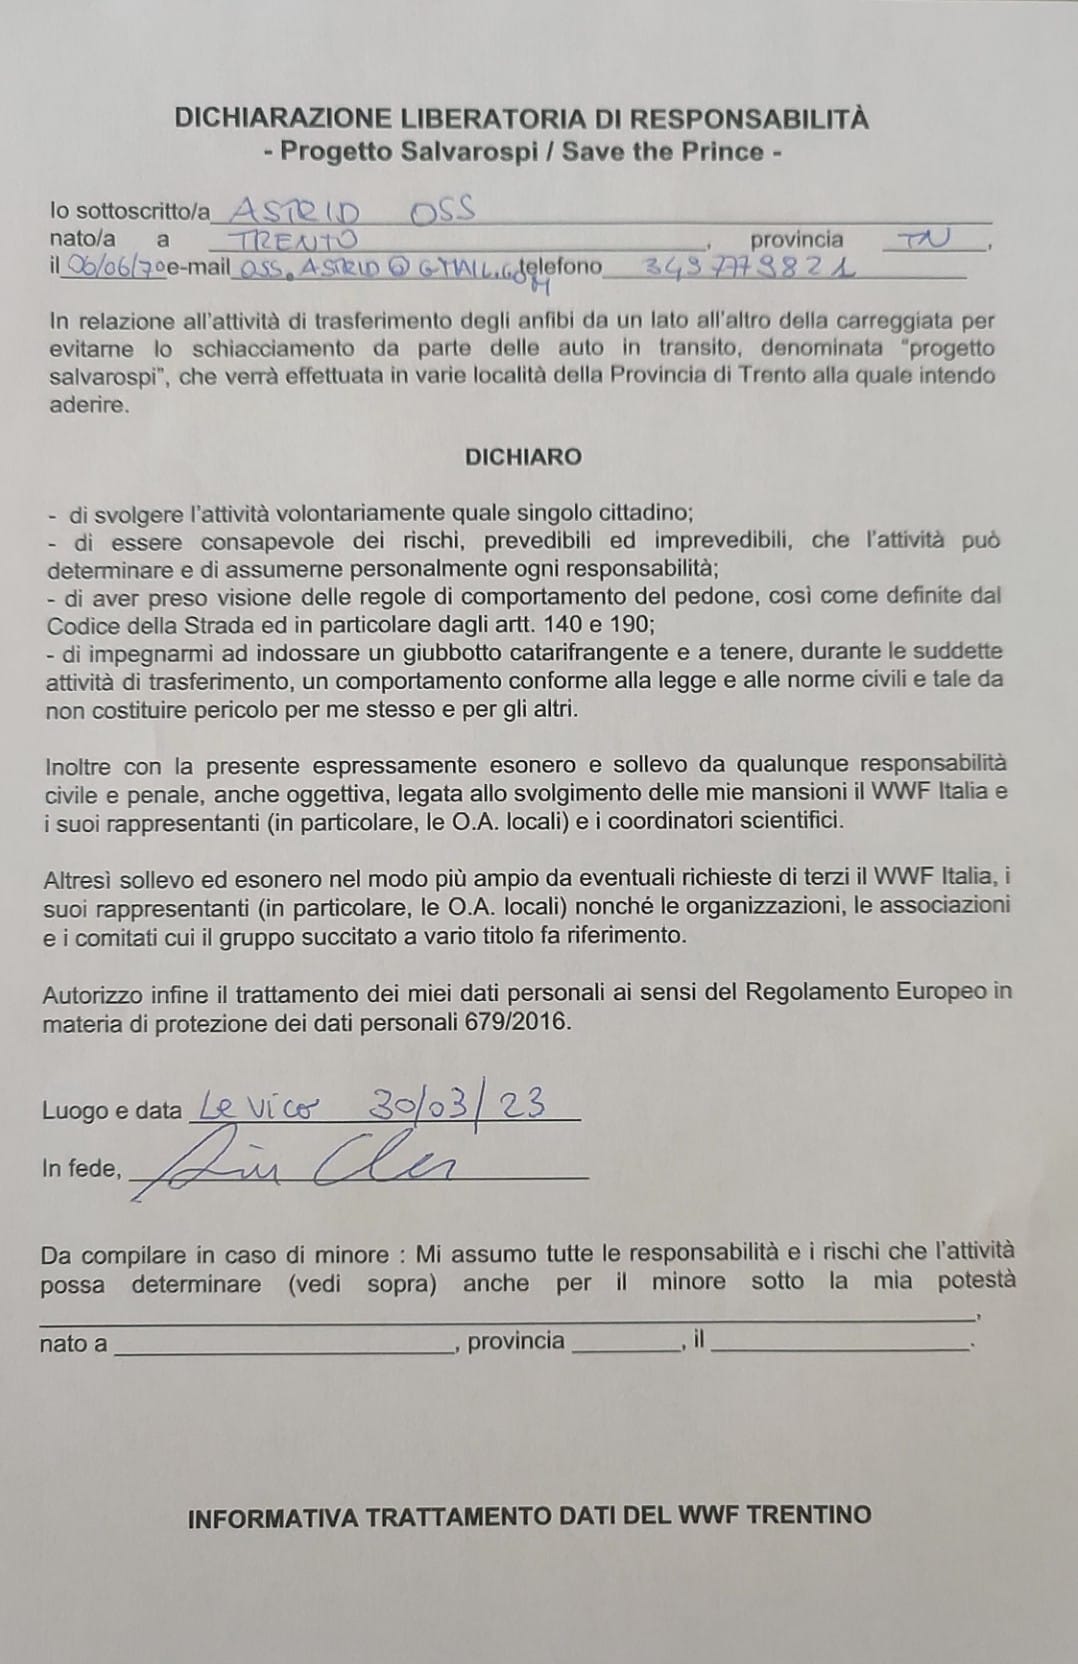 DICHIARAZIONE LIBERATORIA DI RESPONSABILITÀ
- Progetto Salvarospi / Save the Prince -
Io sottoscritto/a ASTRID OSS
nato/a a TRENTO, provincia TN,
il 06/06/70 e-mail OSS.ASTRID@GMAIL.COM telefono 3497779821
In relazione all'attività di trasferimento degli anfibi da un lato all'altro della carreggiata per
evitarne lo schiacciamento da parte delle auto in transito, denominata "progetto
salvarospi", che verrà effettuata in varie località della Provincia di Trento alla quale intendo
aderire.
DICHIARO
- di svolgere l'attività volontariamente quale singolo cittadino;
- di essere consapevole dei rischi, prevedibili ed imprevedibili, che l'attività può
determinare e di assumerne personalmente ogni responsabilità;
- di aver preso visione delle regole di comportamento del pedone, così come definite dal
Codice della Strada ed in particolare dagli artt. 140 e 190;
- di impegnarmi ad indossare un giubbotto catarifrangente e a tenere, durante le suddette
attività di trasferimento, un comportamento conforme alla legge e alle norme civili e tale da
non costituire pericolo per me stesso e per gli altri.
Inoltre con la presente espressamente esonero e sollevo da qualunque responsabilità
civile e penale, anche oggettiva, legata allo svolgimento delle mie mansioni il WWF Italia e
i suoi rappresentanti (in particolare, le O.A. locali) e i coordinatori scientifici.
Altresì sollevo ed esonero nel modo più ampio da eventuali richieste di terzi il WWF Italia, i
suoi rappresentanti (in particolare, le O.A. locali) nonché le organizzazioni, le associazioni
e i comitati cui il gruppo succitato a vario titolo fa riferimento.
Autorizzo infine il trattamento dei miei dati personali ai sensi del Regolamento Europeo in
materia di protezione dei dati personali 679/2016.
Luogo e data Levico 30/03/23
In fede,
Da compilare in caso di minore : Mi assumo tutte le responsabilità e i rischi che l'attività
possa determinare (vedi sopra) anche per il minore sotto la mia potestà
,
nato a , provincia , il .
INFORMATIVA TRATTAMENTO DATI DEL WWF TRENTINO